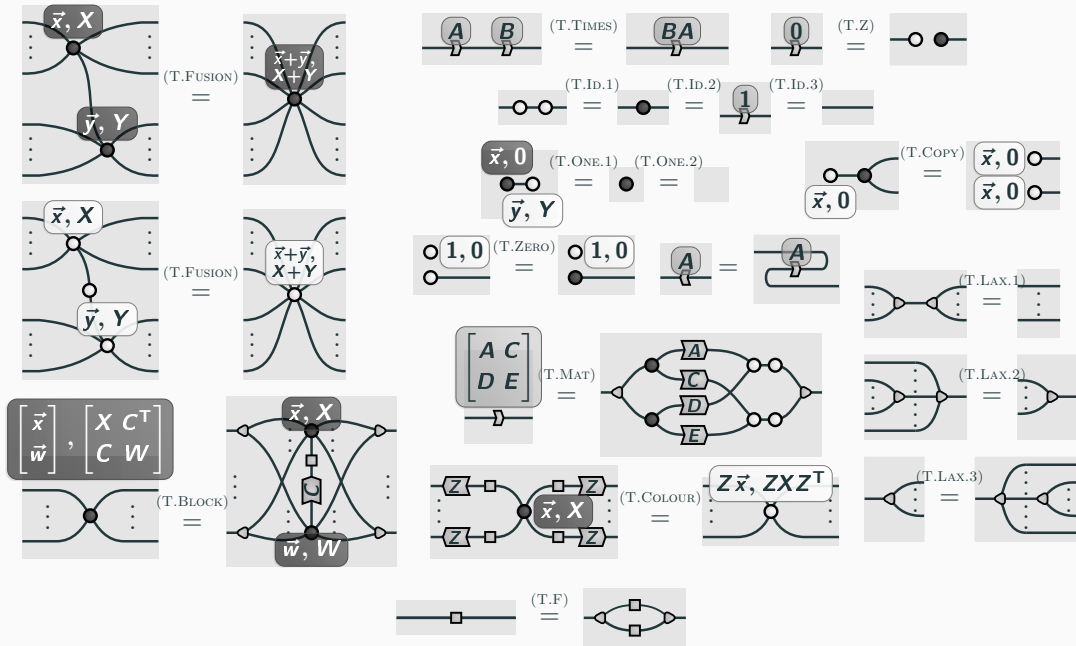 x⃗, X
(T.FUSION)
=
y⃗, Y
x⃗+y⃗,
X+Y
A B
(T.TIMES)
=
BA
0
(T.Z)
=
(T.ID.1)
=
(T.ID.2)
=
1
(T.ID.3)
=
x⃗, 0
(T.ONE.1)
=
(T.ONE.2)
=
y⃗, Y
x⃗, 0
(T.COPY)
=
x⃗, 0
x⃗, 0
x⃗, X
(T.FUSION)
=
y⃗, Y
x⃗+y⃗,
X+Y
1, 0
(T.ZERO)
=
1, 0
A
=
A
(T.LAX.1)
=
A C
D E
(T.MAT)
A
C
D
E
(T.LAX.2)
=
x⃗
w⃗
,
X Cᵀ
C W
(T.BLOCK)
=
x⃗, X
C
w⃗, W
Z Z
Z Z
x⃗, X
(T.COLOUR)
=
Zx⃗, ZXZᵀ
(T.LAX.3)
=
(T.F)
=